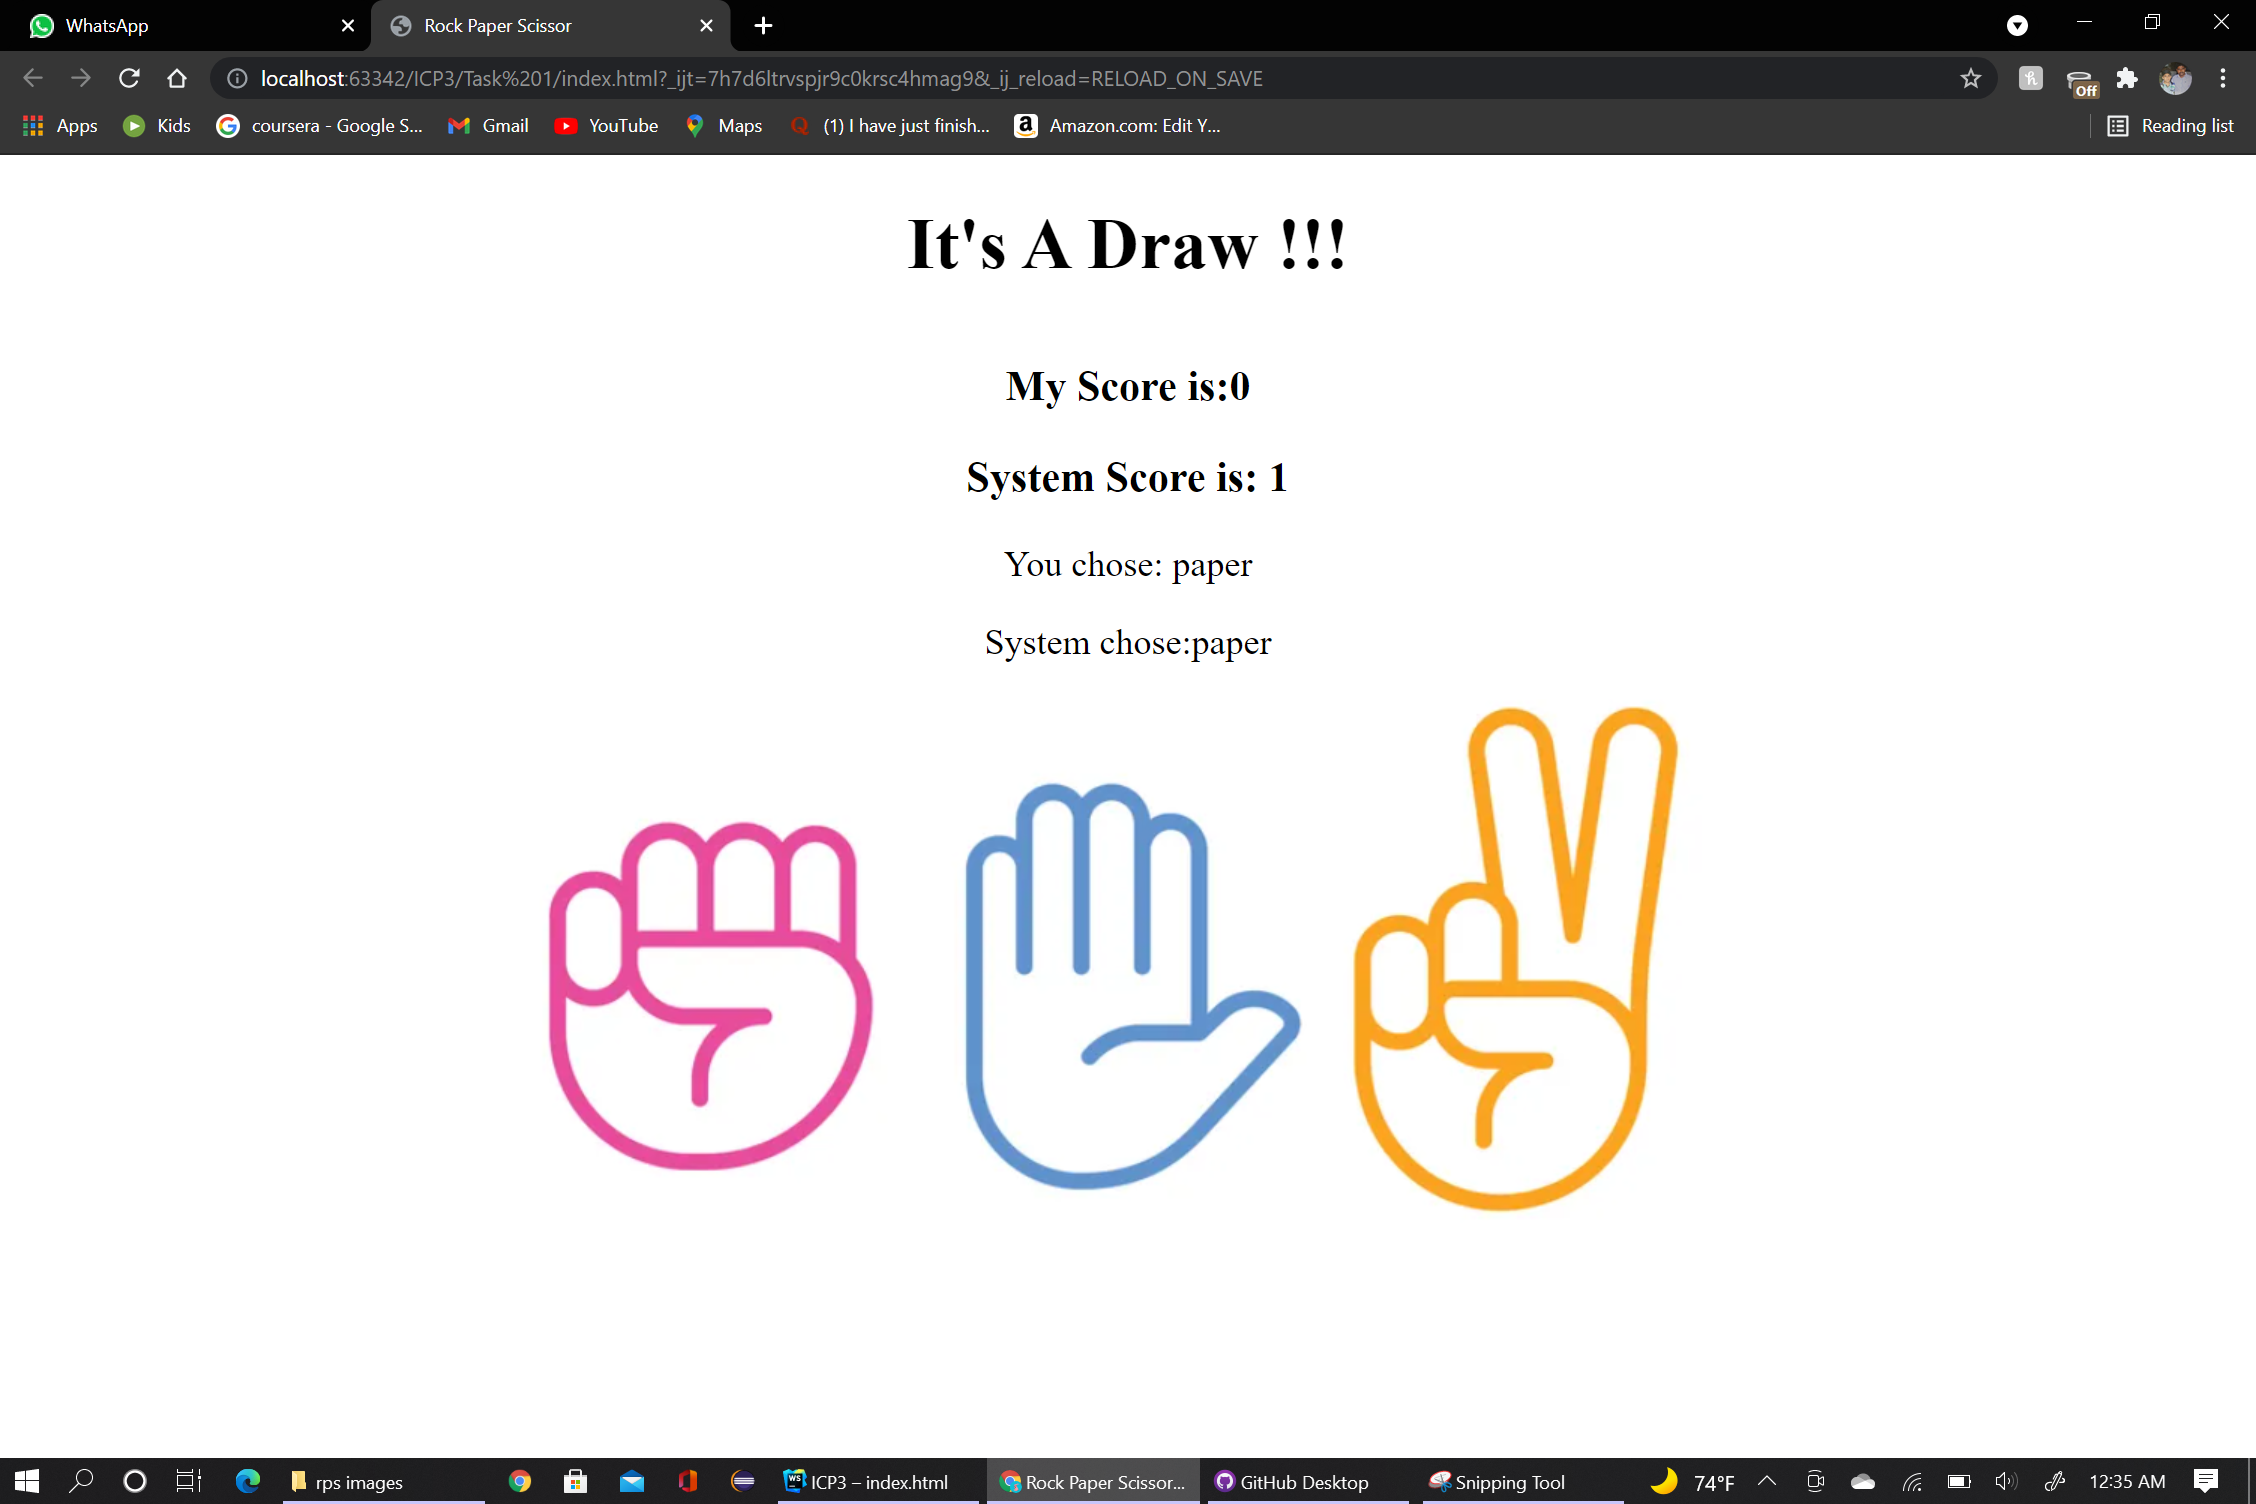 WhatsApp
Rock Paper Scissor
localhost:63342/ICP3/Task%201/index.html?_ijt=7h7d6ltrvspjr9c0krsc4hmag9&_ij_reload=RELOAD_ON_SAVE
Off
Apps
Kids
coursera - Google S...
Gmail
YouTube
Maps
(1) I have just finish...
Amazon.com: Edit Y...
Reading list
It's A Draw !!!
My Score is:0
System Score is: 1
You chose: paper
System chose:paper
rps images
ICP3 – index.html
Rock Paper Scissor...
GitHub Desktop
Snipping Tool
74°F
12:35 AM